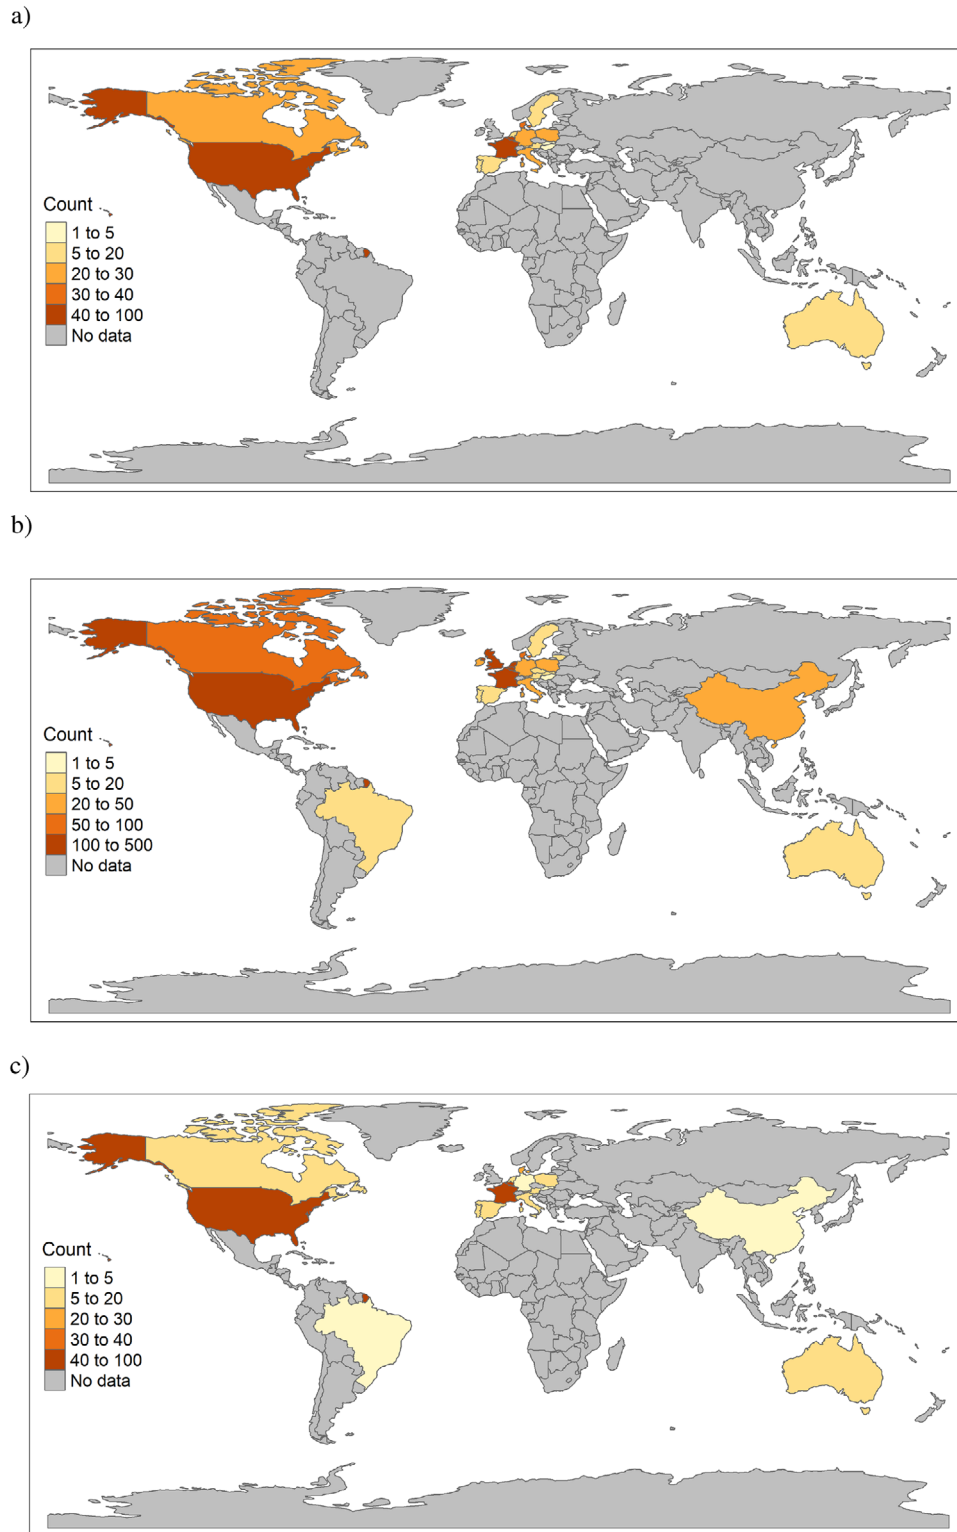 a)
Count
1 to 5
5 to 20
20 to 30
30 to 40
40 to 100
No data
b)
Count
1 to 5
5 to 20
20 to 50
50 to 100
100 to 500
No data
c)
Count
1 to 5
5 to 20
20 to 30
30 to 40
40 to 100
No data